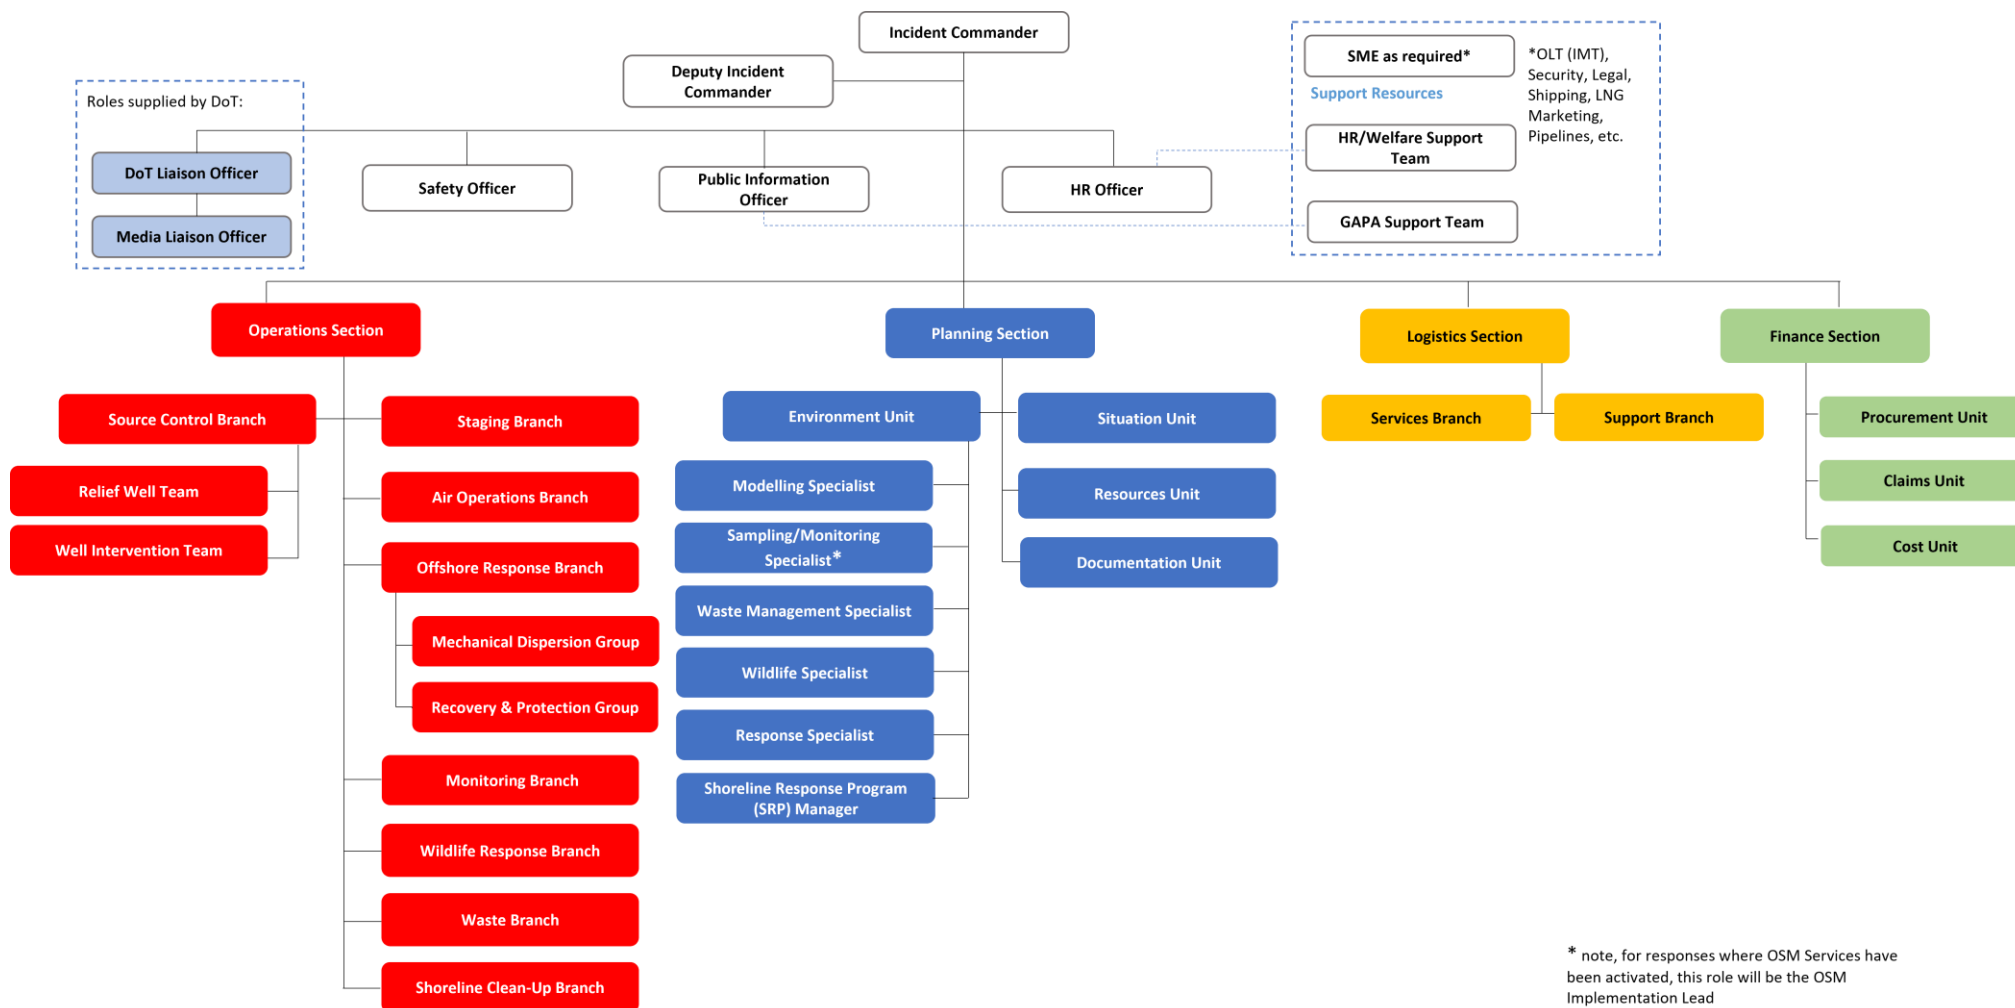 Incident Commander
Deputy Incident
Commander
Roles supplied by DoT:
DoT Liaison Officer
Media Liaison Officer
Safety Officer
Public Information
Officer
HR Officer
SME as required*
Support Resources
HR/Welfare Support
Team
GAPA Support Team
*OLT (IMT),
Security, Legal,
Shipping, LNG
Marketing,
Pipelines, etc.
Operations Section
Source Control Branch
Relief Well Team
Well Intervention Team
Staging Branch
Air Operations Branch
Offshore Response Branch
Mechanical Dispersion Group
Recovery & Protection Group
Monitoring Branch
Wildlife Response Branch
Waste Branch
Shoreline Clean-Up Branch
Planning Section
Environment Unit
Modelling Specialist
Sampling/Monitoring
Specialist*
Waste Management Specialist
Wildlife Specialist
Response Specialist
Shoreline Response Program
(SRP) Manager
Situation Unit
Resources Unit
Documentation Unit
Logistics Section
Services Branch
Support Branch
Finance Section
Procurement Unit
Claims Unit
Cost Unit
* note, for responses where OSM Services have
been activated, this role will be the OSM
Implementation Lead